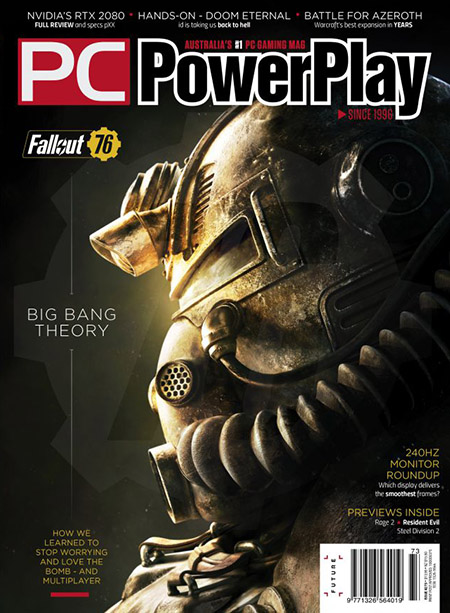 NVIDIA'S RTX 2080 • HANDS-ON - DOOM ETERNAL • BATTLE FOR AZEROTH
FULL REVIEW and specs pXX id is taking us back to hell Warcraft's best expansion in YEARS
AUSTRALIA'S #1 PC GAMING MAG
PC PowerPlay
SINCE 1996
Fallout 76
BIG BANG
THEORY
240HZ
MONITOR
ROUNDUP
Which display delivers
the smoothest frames?
PREVIEWS INSIDE
Rage 2 • Resident Evil
Steel Division 2
HOW WE
LEARNED TO
STOP WORRYING
AND LOVE THE
BOMB - AND
MULTIPLAYER
FUTURE
73
9 771326 564019